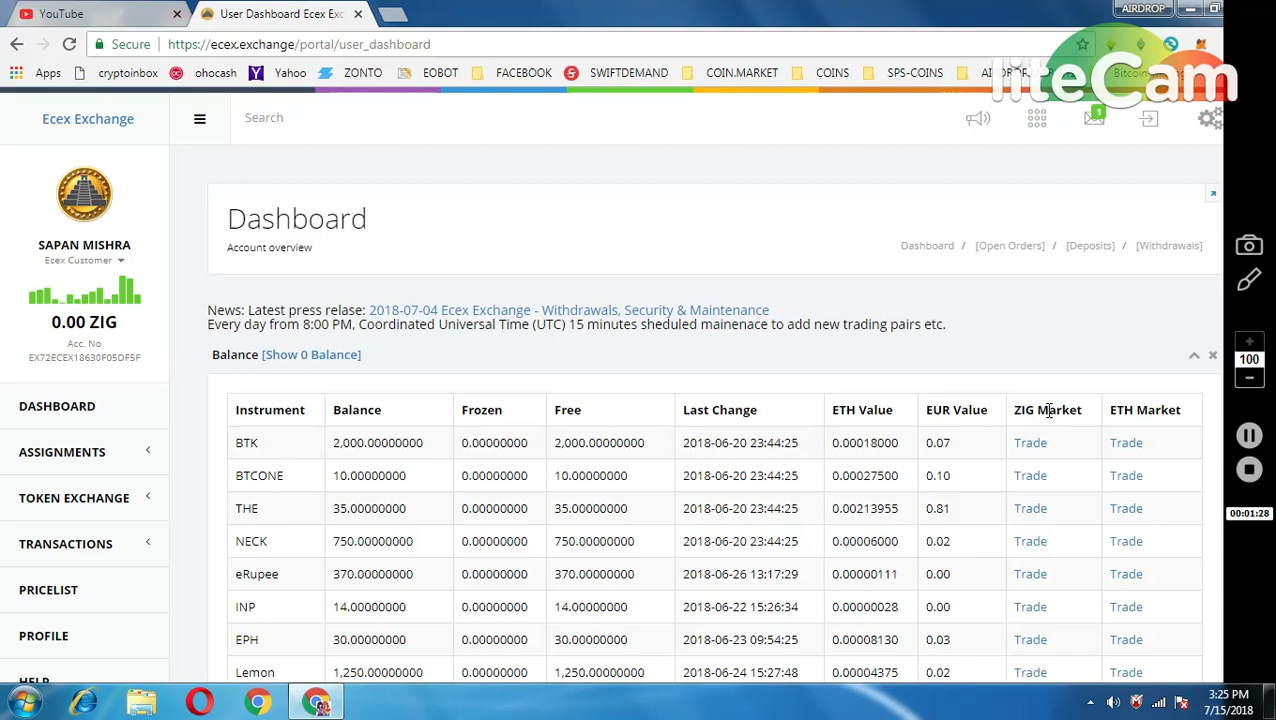 YouTube
User Dashboard Ecex Exc
AIRDROP
Secure
https://ecex.exchange/portal/user_dashboard
Apps
cryptoinbox
ohocash
Yahoo
ZONTO
EOBOT
FACEBOOK
SWIFTDEMAND
COIN.MARKET
COINS
SPS-COINS
liteCam
Ecex Exchange
Search
1
SAPAN MISHRA
Ecex Customer
0.00 ZIG
Acc. No
EX72ECEX18630F05DF5F
DASHBOARD
ASSIGNMENTS
TOKEN EXCHANGE
TRANSACTIONS
PRICELIST
PROFILE
HELP
Dashboard
Account overview
Dashboard / [Open Orders] / [Deposits] / [Withdrawals]
News: Latest press relase: 2018-07-04 Ecex Exchange - Withdrawals, Security & Maintenance
Every day from 8:00 PM, Coordinated Universal Time (UTC) 15 minutes sheduled mainenace to add new trading pairs etc.
Balance [Show 0 Balance]
Instrument Balance Frozen Free Last Change ETH Value EUR Value ZIG Market ETH Market
BTK 2,000.00000000 0.00000000 2,000.00000000 2018-06-20 23:44:25 0.00018000 0.07 Trade Trade
BTCONE 10.00000000 0.00000000 10.00000000 2018-06-20 23:44:25 0.00027500 0.10 Trade Trade
THE 35.00000000 0.00000000 35.00000000 2018-06-20 23:44:25 0.00213955 0.81 Trade Trade
NECK 750.00000000 0.00000000 750.00000000 2018-06-20 23:44:25 0.00006000 0.02 Trade Trade
eRupee 370.00000000 0.00000000 370.00000000 2018-06-26 13:17:29 0.00000111 0.00 Trade Trade
INP 14.00000000 0.00000000 14.00000000 2018-06-22 15:26:34 0.00000028 0.00 Trade Trade
EPH 30.00000000 0.00000000 30.00000000 2018-06-23 09:54:25 0.00008130 0.03 Trade Trade
Lemon 1,250.00000000 0.00000000 1,250.00000000 2018-06-24 15:27:48 0.00004375 0.02 Trade Trade
100
00:01:28
3:25 PM
7/15/2018